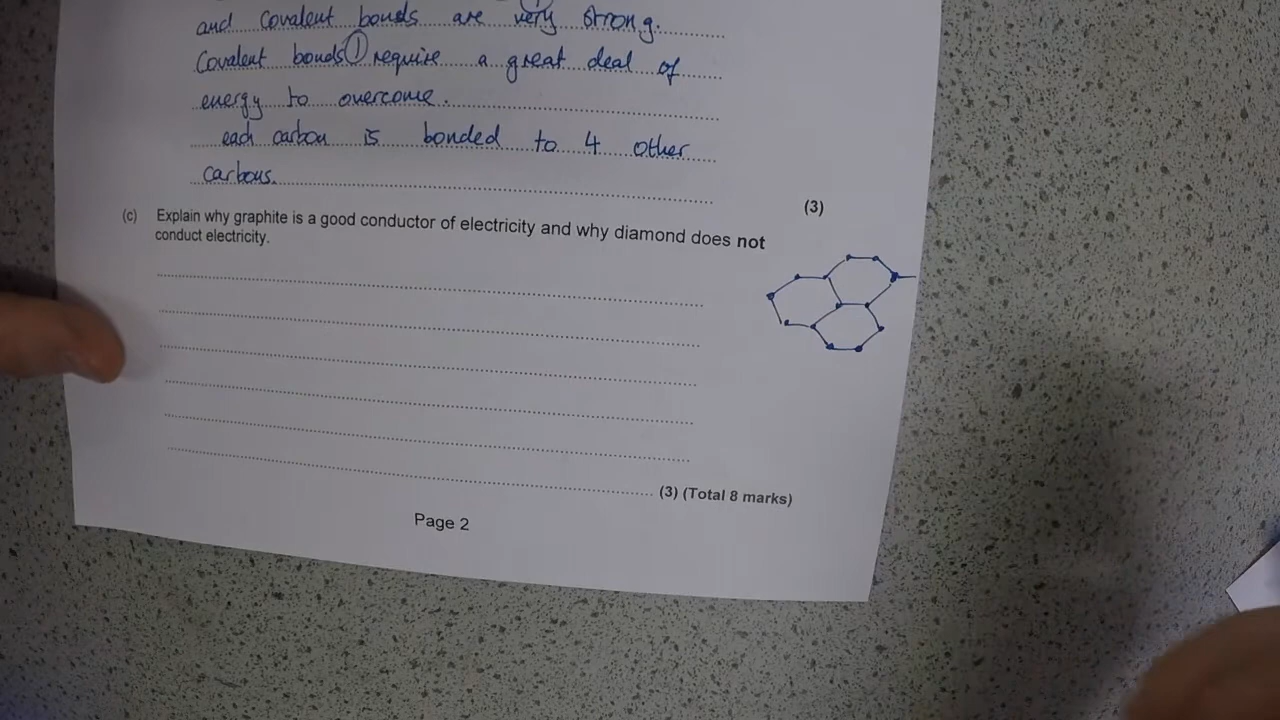 and covalent bonds are very strong.
Covalent bonds ① require a great deal of
energy to overcome.
each carbon is bonded to 4 other
carbons.
(3)
(c) Explain why graphite is a good conductor of electricity and why diamond does not
conduct electricity.
(3) (Total 8 marks)
Page 2